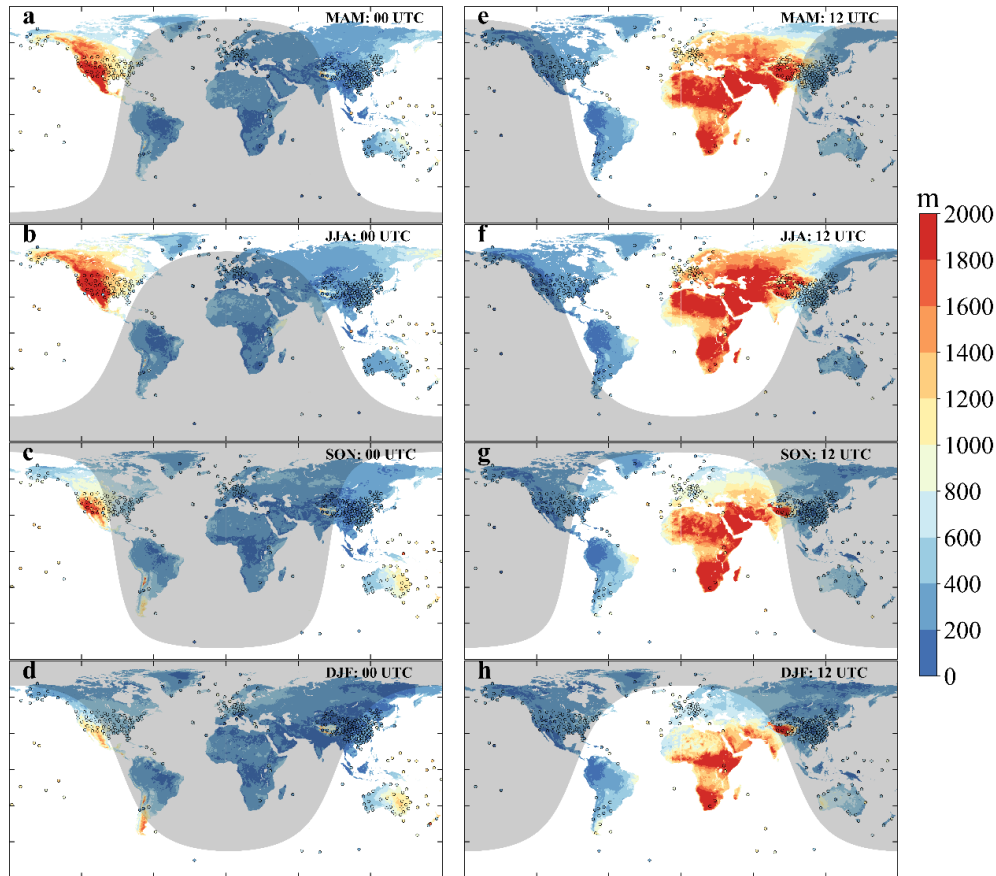 a MAM: 00 UTC
e MAM: 12 UTC
b JJA: 00 UTC
f JJA: 12 UTC
c SON: 00 UTC
g SON: 12 UTC
d DJF: 00 UTC
h DJF: 12 UTC
m
2000
1800
1600
1400
1200
1000
800
600
400
200
0